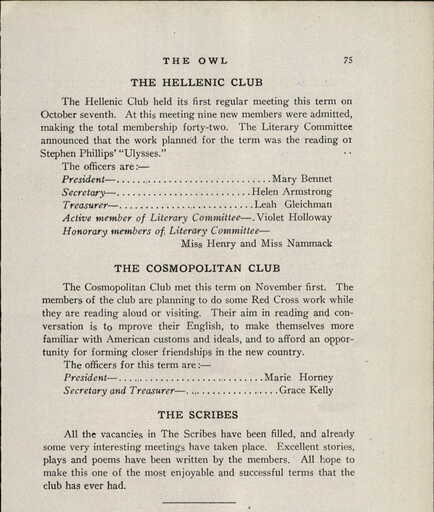 THE OWL 75
THE HELLENIC CLUB
The Hellenic Club held its first regular meeting this term on
October seventh. At this meeting nine new members were admitted,
making the total membership forty-two. The Literary Committee
announced that the work planned for the term was the reading of
Stephen Phillips' "Ulysses."
The officers are:—
President—..............................Mary Bennet
Secretary—..........................Helen Armstrong
Treasurer—..........................Leah Gleichman
Active member of Literary Committee—.Violet Holloway
Honorary members of Literary Committee—
Miss Henry and Miss Nammack
THE COSMOPOLITAN CLUB
The Cosmopolitan Club met this term on November first. The
members of the club are planning to do some Red Cross work while
they are reading aloud or visiting. Their aim in reading and con-
versation is to mprove their English, to make themselves more
familiar with American customs and ideals, and to afford an oppor-
tunity for forming closer friendships in the new country.
The officers for this term are :—
President—............................Marie Horney
Secretary and Treasurer—..................Grace Kelly
THE SCRIBES
All the vacancies in The Scribes have been filled, and already
some very interesting meetings have taken place. Excellent stories,
plays and poems have been written by the members. All hope to
make this one of the most enjoyable and successful terms that the
club has ever had.